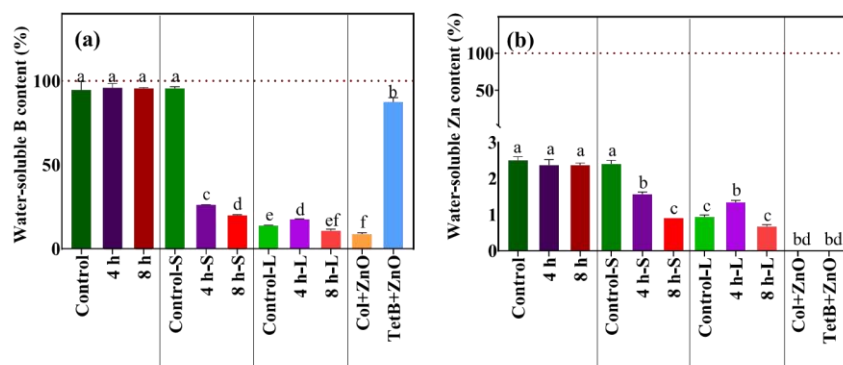 (a)
Water-soluble B content (%)
100
50
0
a a a a c d e d ef f b
Control
4 h
8 h
Control-S
4 h-S
8 h-S
Control-L
4 h-L
8 h-L
Col+ZnO
TetB+ZnO
(b)
Water-soluble Zn content (%)
100
50
3
2
1
0
a a a a b c c b c bd bd
Control
4 h
8 h
Control-S
4 h-S
8 h-S
Control-L
4 h-L
8 h-L
Col+ZnO
TetB+ZnO